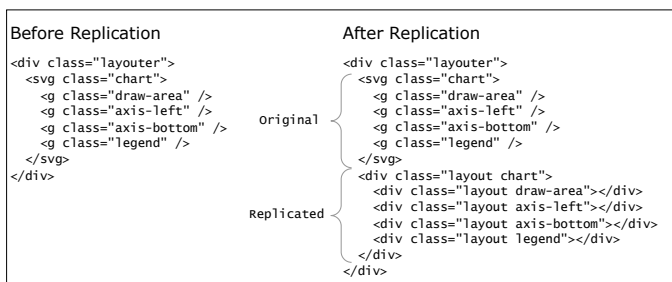 Before Replication
<div class="layouter">
  <svg class="chart">
    <g class="draw-area" />
    <g class="axis-left" />
    <g class="axis-bottom" />
    <g class="legend" />
  </svg>
</div>
After Replication
<div class="layouter">
  <svg class="chart">
    <g class="draw-area" />
    <g class="axis-left" />
    <g class="axis-bottom" />
    <g class="legend" />
  </svg>
  <div class="layout chart">
    <div class="layout draw-area"></div>
    <div class="layout axis-left"></div>
    <div class="layout axis-bottom"></div>
    <div class="layout legend"></div>
  </div>
</div>
Original
Replicated